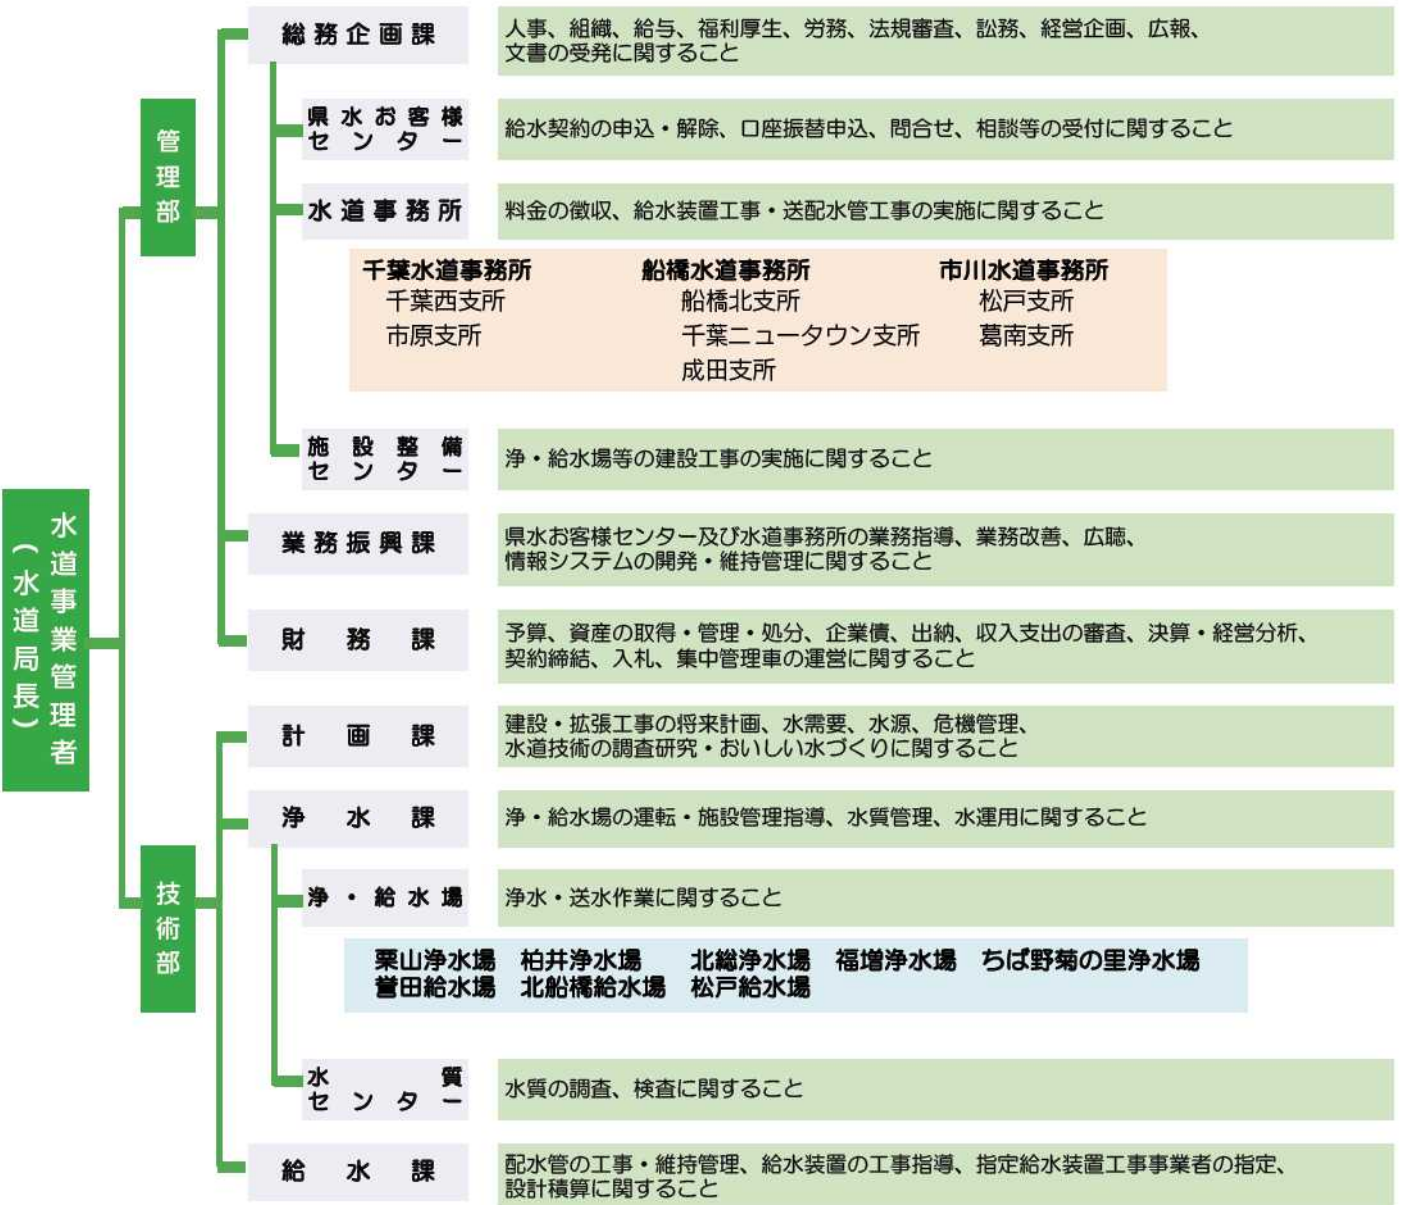 水道事業管理者
(水道局長)
管理部
総務企画課
人事、組織、給与、福利厚生、労務、法規審査、訟務、経営企画、広報、
文書の受発に関すること
県水お客様
センター
給水契約の申込・解除、口座振替申込、問合せ、相談等の受付に関すること
水道事務所
料金の徴収、給水装置工事・送配水管工事の実施に関すること
千葉水道事務所 船橋水道事務所 市川水道事務所
千葉西支所 船橋北支所 松戸支所
市原支所 千葉ニュータウン支所 葛南支所
成田支所
施設整備
センター
浄・給水場等の建設工事の実施に関すること
業務振興課
県水お客様センター及び水道事務所の業務指導、業務改善、広聴、
情報システムの開発・維持管理に関すること
財務課
予算、資産の取得・管理・処分、企業債、出納、収入支出の審査、決算・経営分析、
契約締結、入札、集中管理車の運営に関すること
技術部
計画課
建設・拡張工事の将来計画、水需要、水源、危機管理、
水道技術の調査研究・おいしい水づくりに関すること
浄水課
浄・給水場の運転・施設管理指導、水質管理、水運用に関すること
浄・給水場
浄水・送水作業に関すること
栗山浄水場 柏井浄水場 北総浄水場 福増浄水場 ちば野菊の里浄水場
誉田給水場 北船橋給水場 松戸給水場
水質
センター
水質の調査、検査に関すること
給水課
配水管の工事・維持管理、給水装置の工事指導、指定給水装置工事事業者の指定、
設計積算に関すること